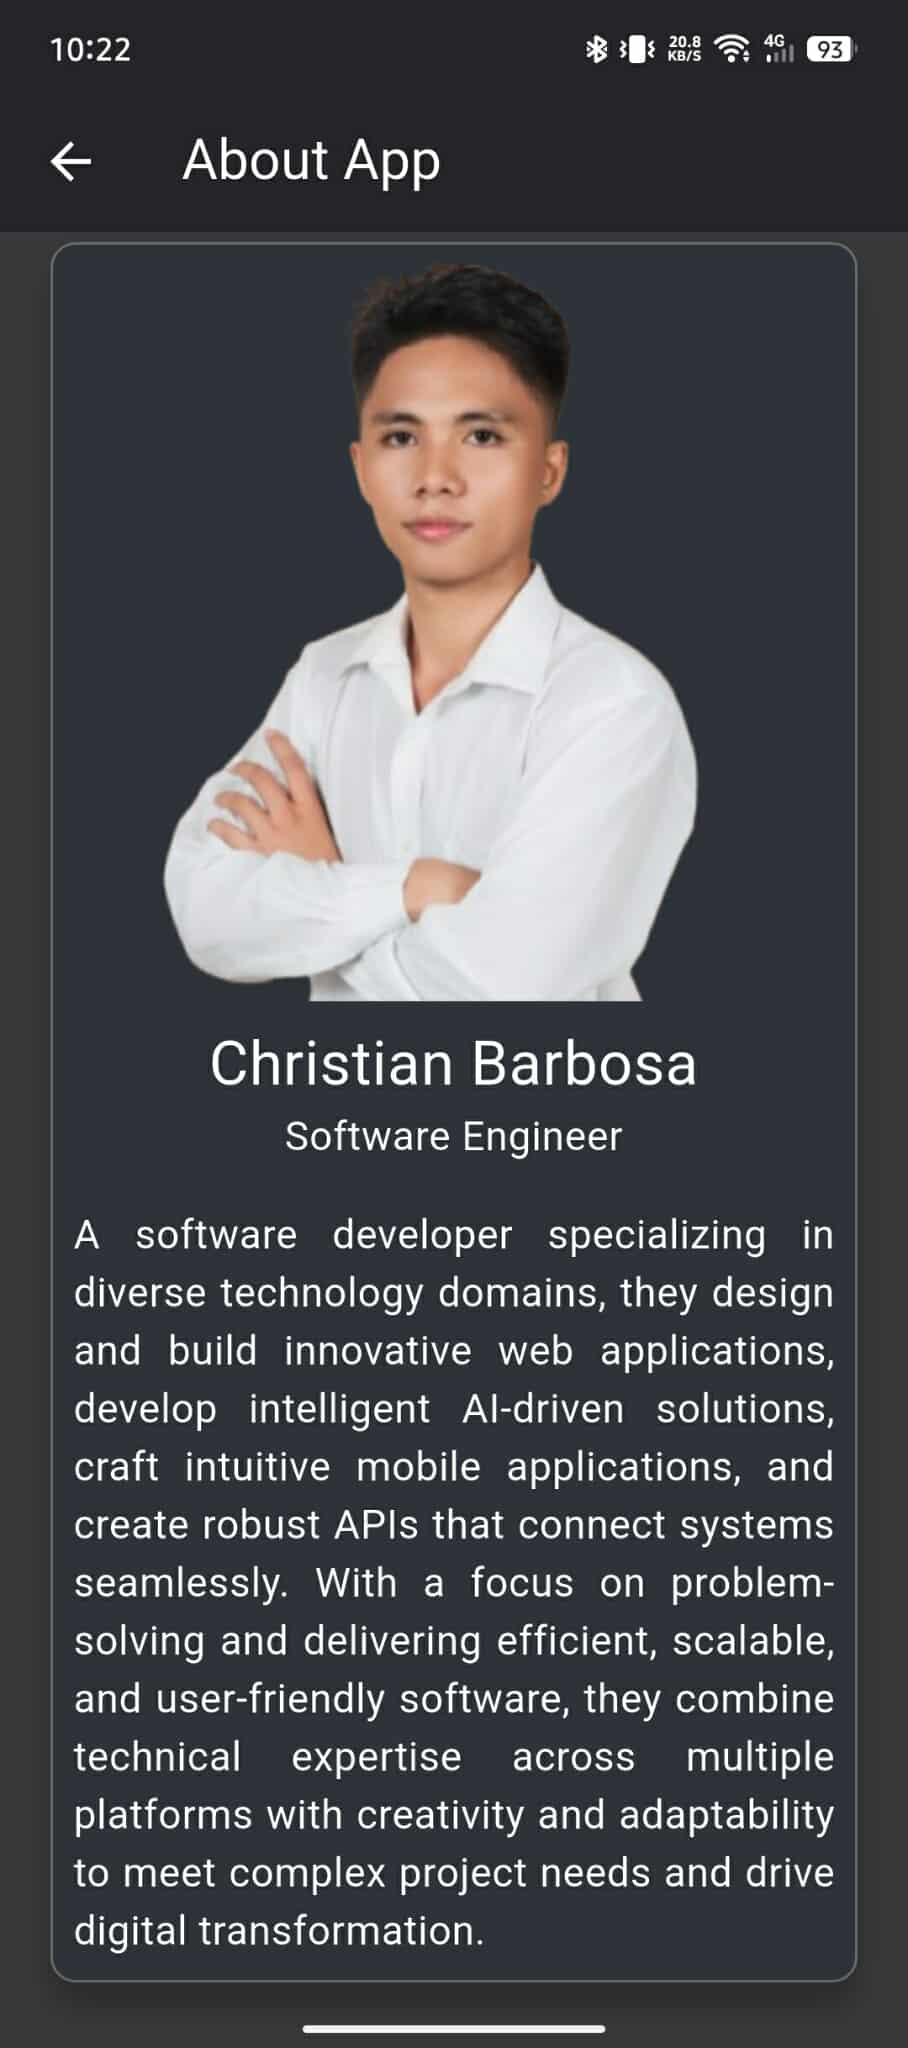 10:22
20.8
KB/S
4G
93
About App
Christian Barbosa
Software Engineer
A software developer specializing in
diverse technology domains, they design
and build innovative web applications,
develop intelligent AI-driven solutions,
craft intuitive mobile applications, and
create robust APIs that connect systems
seamlessly. With a focus on problem-
solving and delivering efficient, scalable,
and user-friendly software, they combine
technical expertise across multiple
platforms with creativity and adaptability
to meet complex project needs and drive
digital transformation.